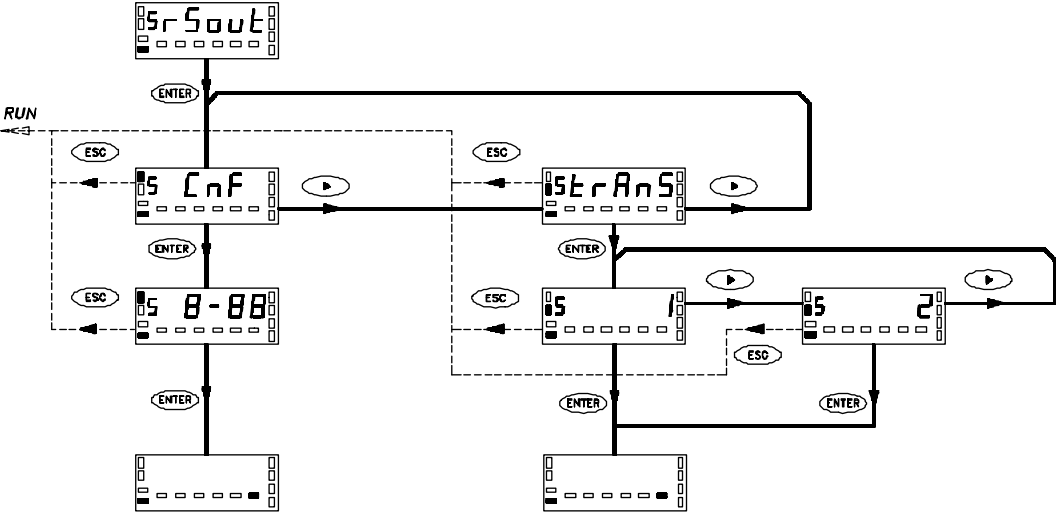 SrSout
ENTER
RUN
ESC
ESC
S CnF
StrAnS
ENTER
ENTER
ESC
ESC
S 8-88
S 1
S 2
ESC
ENTER
ENTER
ENTER